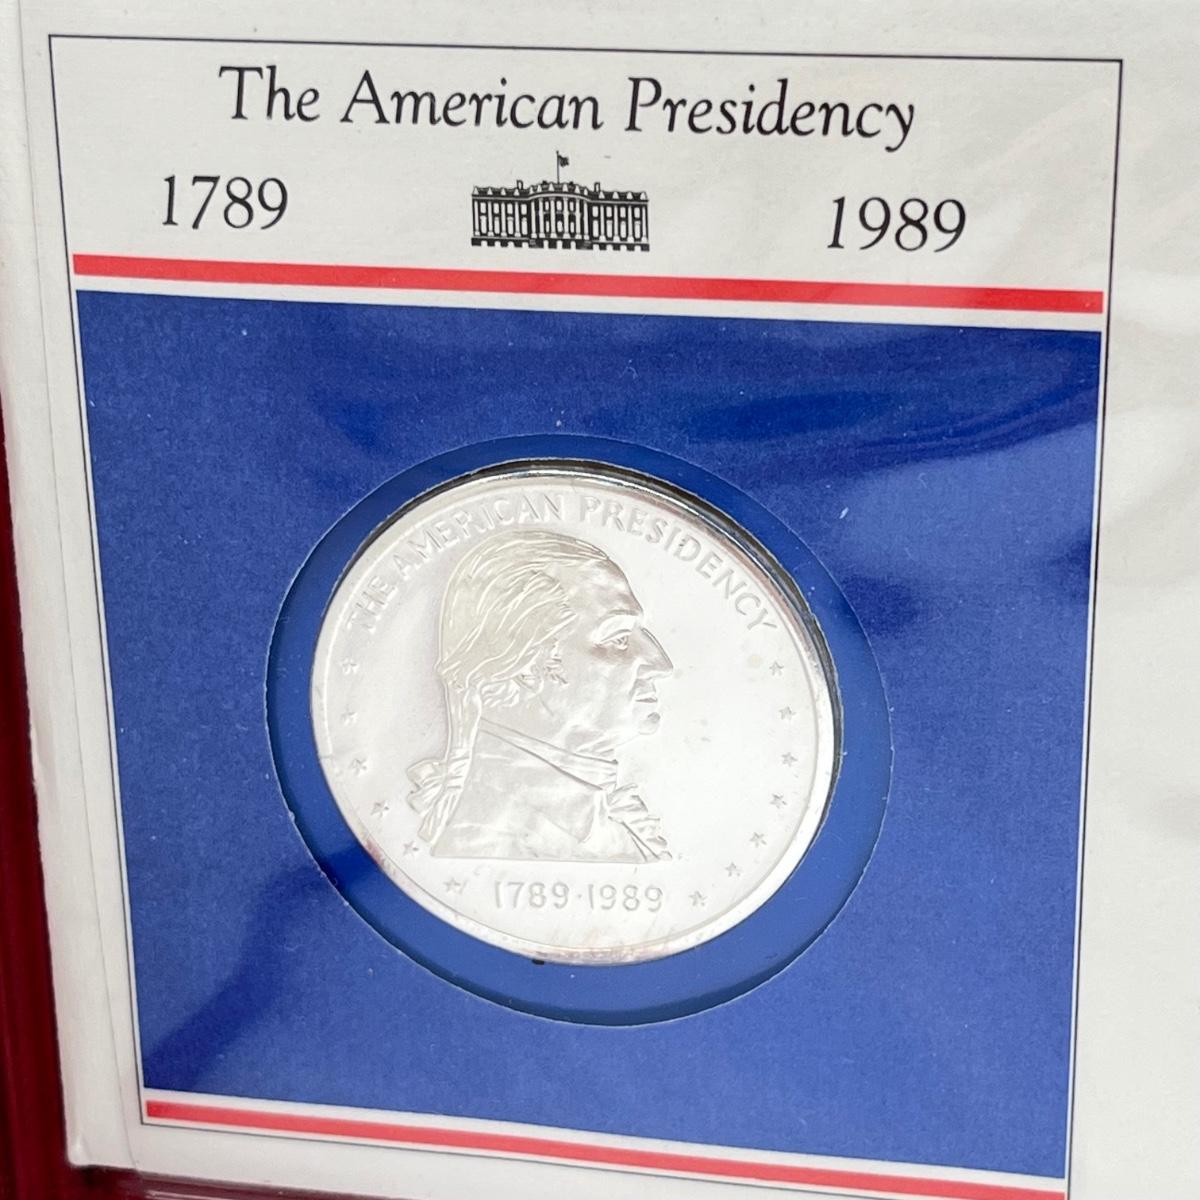 The American Presidency
1789 1989
THE AMERICAN PRESIDENCY
1789·1989